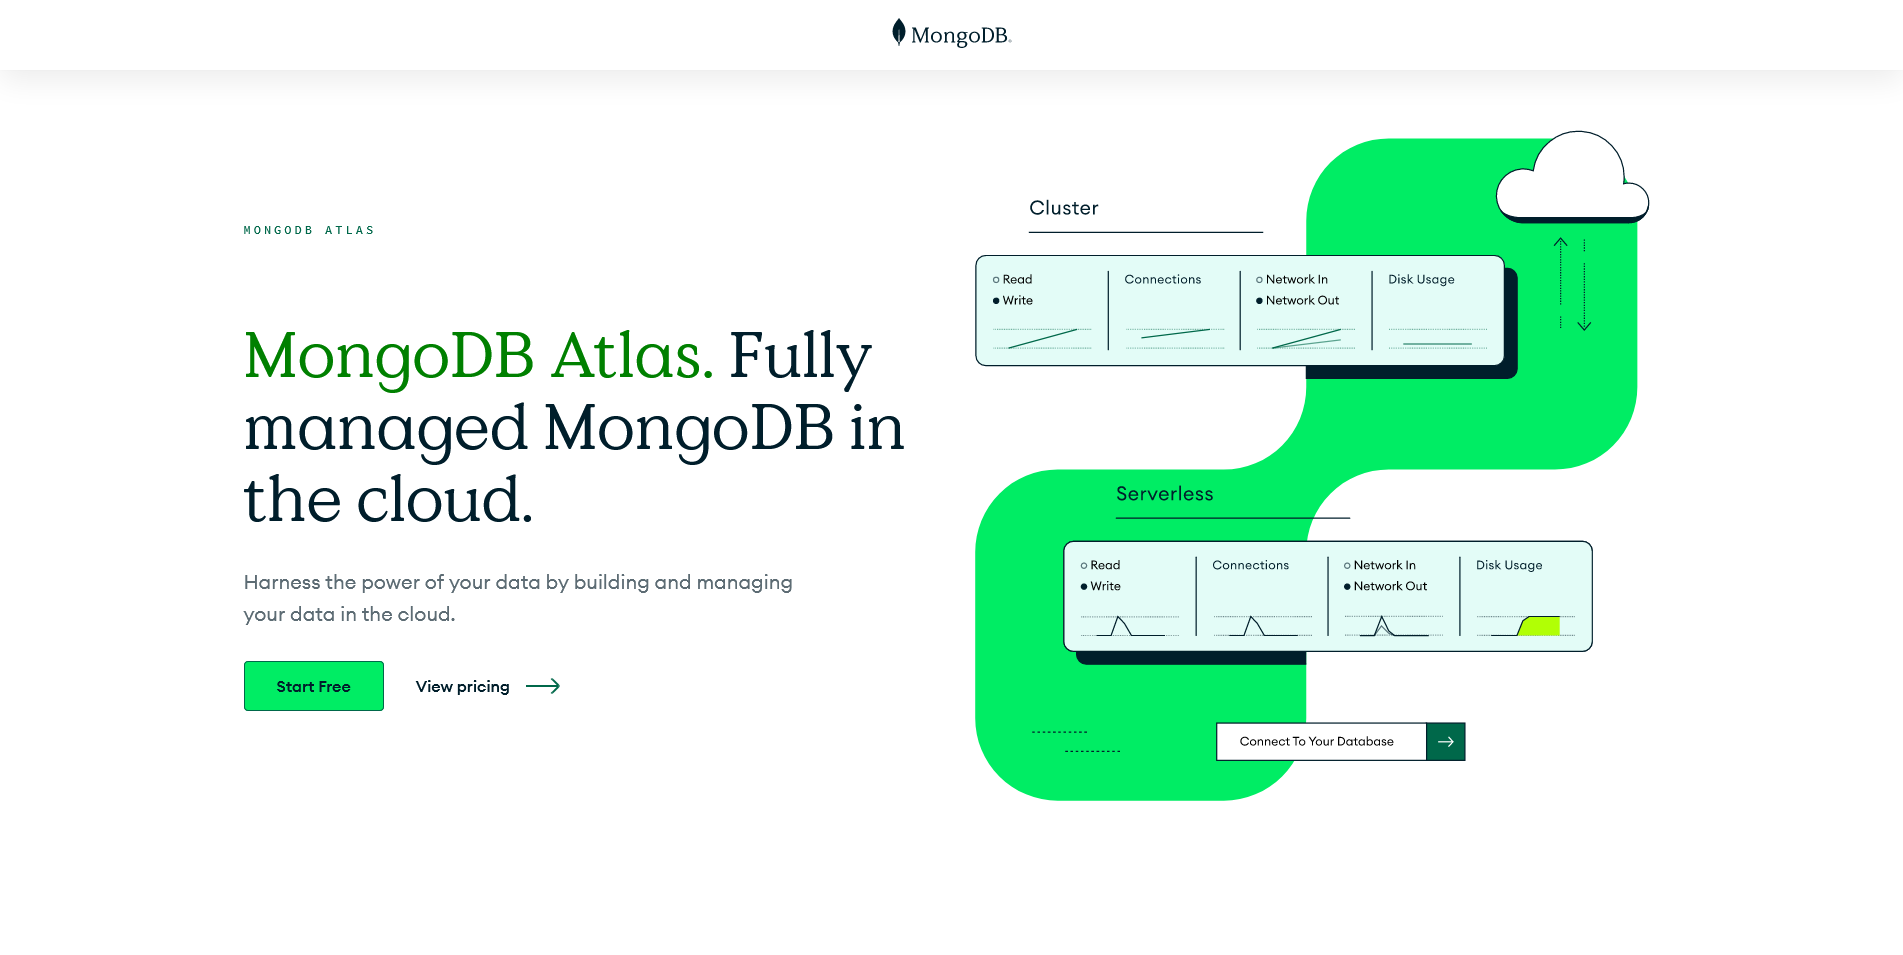 MongoDB.
MONGODB ATLAS
MongoDB Atlas. Fully
managed MongoDB in
the cloud.
Harness the power of your data by building and managing
your data in the cloud.
Start Free
View pricing
Cluster
Read
Write
Connections
Network In
Network Out
Disk Usage
Serverless
Read
Write
Connections
Network In
Network Out
Disk Usage
Connect To Your Database